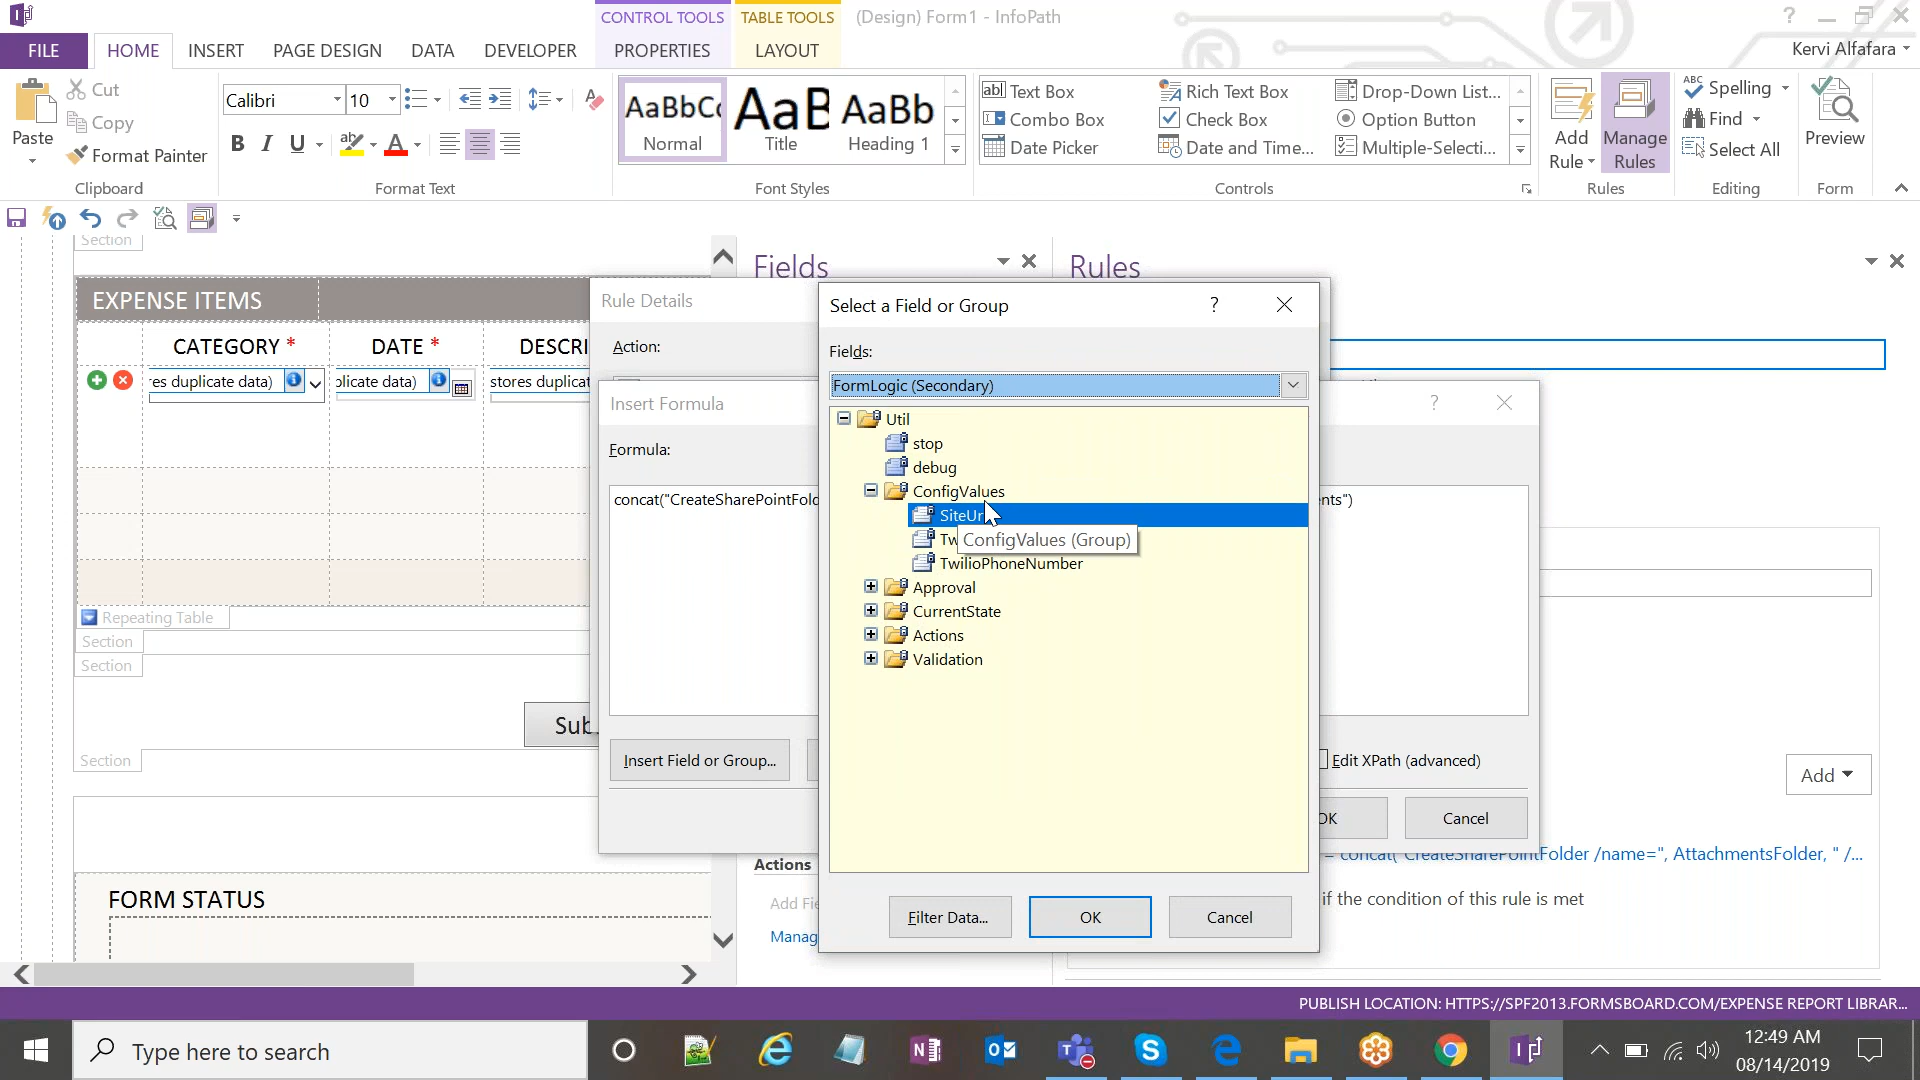 CONTROL TOOLS
TABLE TOOLS
(Design) Form1 - InfoPath
?
FILE
HOME
INSERT
PAGE DESIGN
DATA
DEVELOPER
PROPERTIES
LAYOUT
Kervi Alfafara
Paste
Cut
Copy
Format Painter
Clipboard
Calibri
10
B I U
Format Text
AaBbCc
Normal
AaB
Title
AaBb
Heading 1
Font Styles
Text Box
Combo Box
Date Picker
Rich Text Box
Check Box
Date and Time...
Drop-Down List...
Option Button
Multiple-Selecti...
Controls
Add
Rule
Manage
Rules
Rules
Spelling
Find
Select All
Editing
Preview
Form
Section
EXPENSE ITEMS
CATEGORY *
DATE *
DESCRI
res duplicate data)
plicate data)
stores duplicat
Repeating Table
Section
Section
Sub
Section
FORM STATUS
Fields
Rules
Rule Details
Action:
Insert Formula
?
Formula:
concat("CreateSharePointFold
nts")
Insert Field or Group...
Edit XPath (advanced)
OK
Cancel
Select a Field or Group
?
Fields:
FormLogic (Secondary)
Util
stop
debug
ConfigValues
SiteUr
Tw
ConfigValues (Group)
TwilioPhoneNumber
Approval
CurrentState
Actions
Validation
Filter Data...
OK
Cancel
Actions
Add Fie
Manag
Add
= concat("CreateSharePointFolder /name=", AttachmentsFolder, " /...
if the condition of this rule is met
PUBLISH LOCATION: HTTPS://SPF2013.FORMSBOARD.COM/EXPENSE REPORT LIBRAR...
Type here to search
12:49 AM
08/14/2019